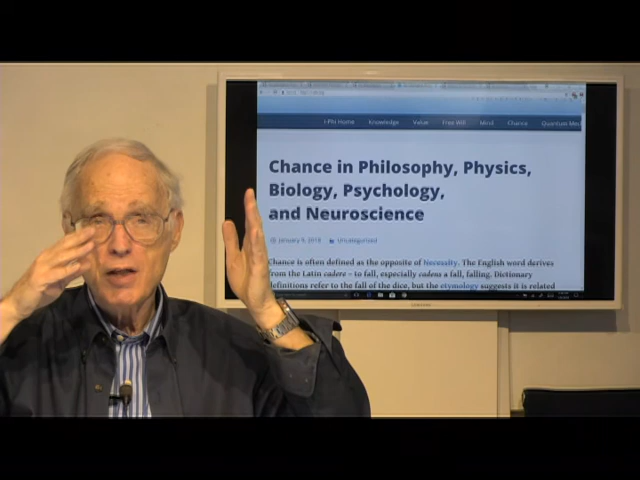 I-Phi Home Knowledge Value Free Will Mind Chance Quantum
Chance in Philosophy, Physics,
Biology, Psychology,
and Neuroscience
January 9, 2018 Uncategorized
Chance is often defined as the opposite of Necessity. The English word derives
from the Latin cadere – to fall, especially cadens a fall, falling. Dictionary
definitions refer to the fall of the dice, but the etymology suggests it is related